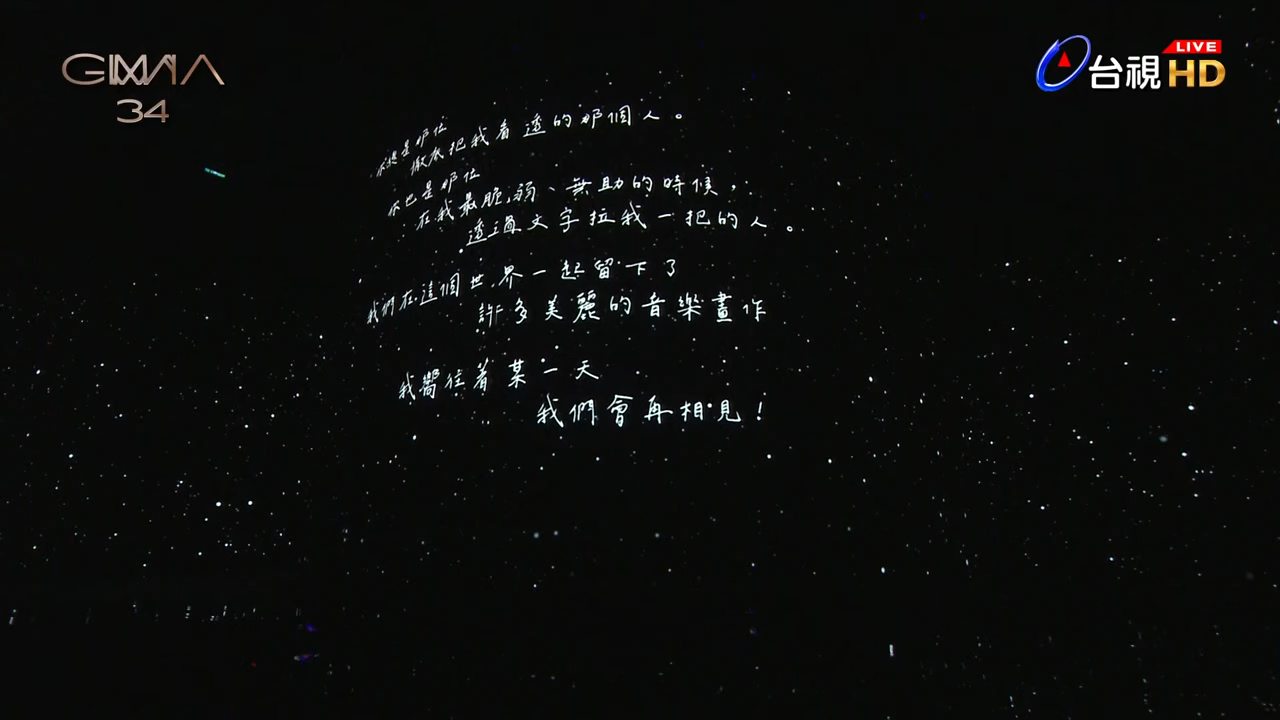 GMA
34
LIVE
台視HD
你總是那位
徹底把我看透的那個人。
你也是那位
在我最脆弱、無助的時候，
透過文字拉我一把的人。
我們在這個世界一起留下了
許多美麗的音樂畫作
我嚮往著某一天
我們會再相見！